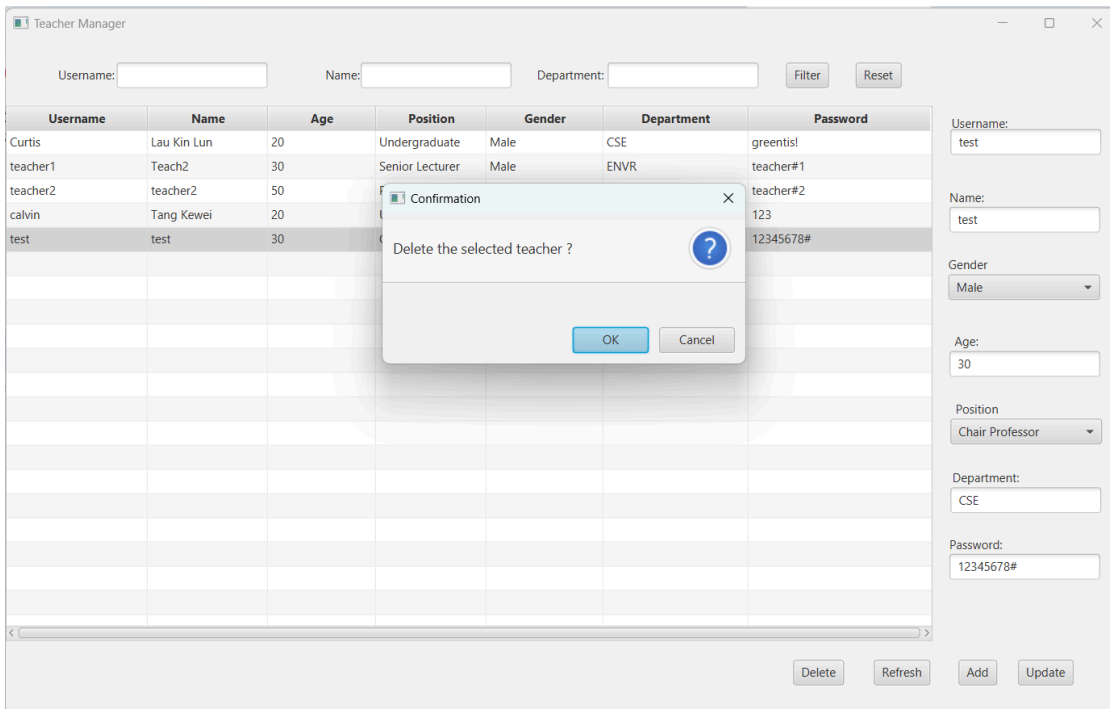 Teacher Manager
Username: Name: Department: Filter Reset
Username Name Age Position Gender Department Password
Curtis Lau Kin Lun 20 Undergraduate Male CSE greentis!
teacher1 Teach2 30 Senior Lecturer Male ENVR teacher#1
teacher2 teacher2 50 teacher#2
calvin Tang Kewei 20 123
test test 30 12345678#
Confirmation
Delete the selected teacher ?
OK Cancel
Username:
test
Name:
test
Gender
Male
Age:
30
Position
Chair Professor
Department:
CSE
Password:
12345678#
Delete Refresh Add Update